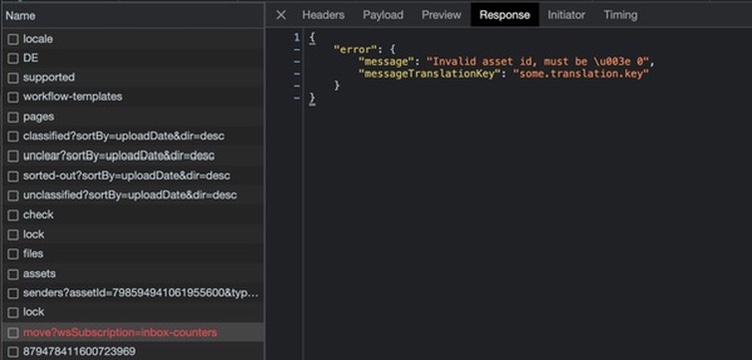 Name
locale
DE
supported
workflow-templates
pages
classified?sortBy=uploadDate&dir=desc
unclear?sortBy=uploadDate&dir=desc
sorted-out?sortBy=uploadDate&dir=desc
unclassified?sortBy=uploadDate&dir=desc
check
lock
files
assets
senders?assetId=798594941061955600&typ...
lock
move?wsSubscription=inbox-counters
879478411600723969
× Headers Payload Preview Response Initiator Timing
1 {
- "error": {
- "message": "Invalid asset id, must be \u003e 0",
- "messageTranslationKey": "some.translation.key"
- }
- }